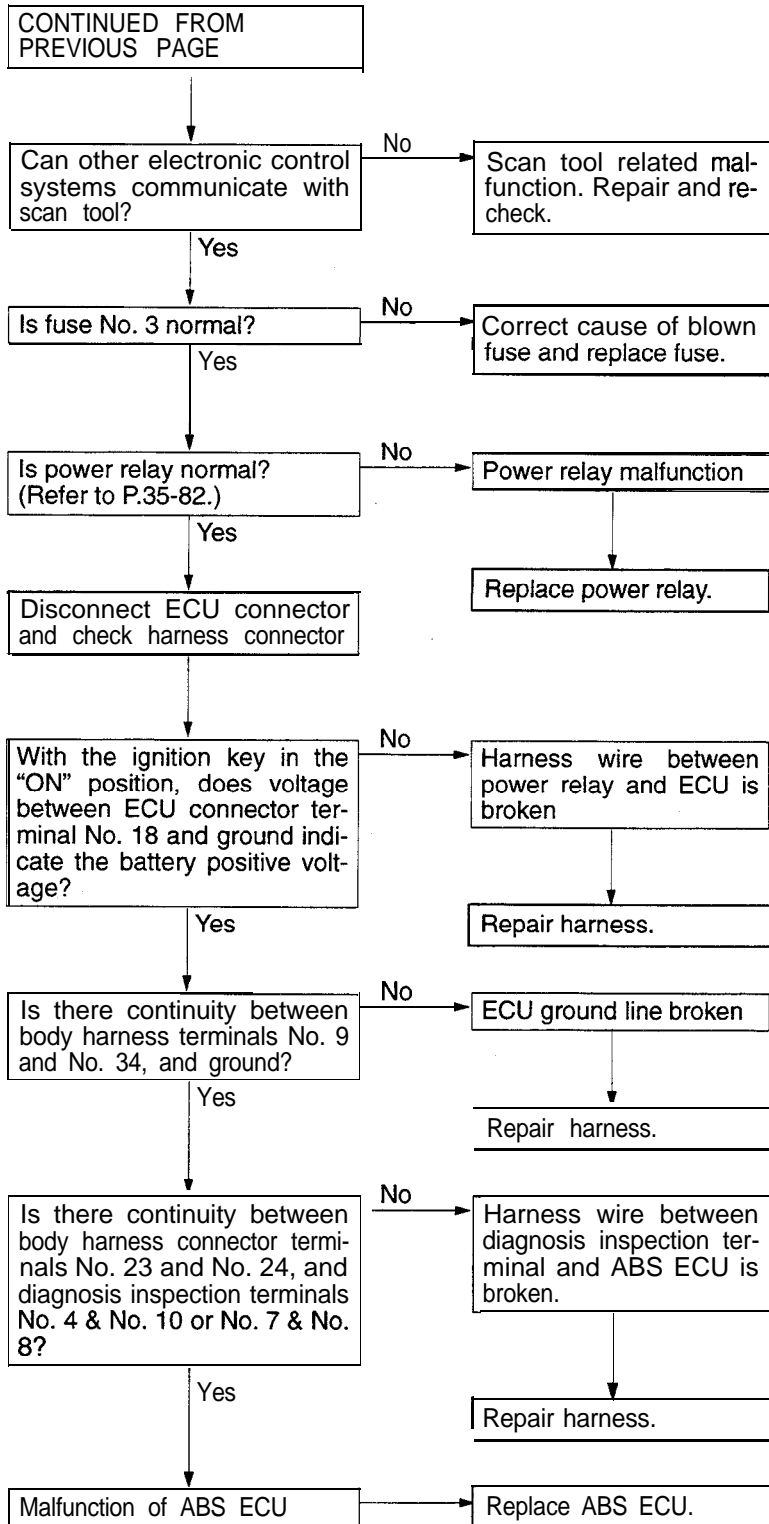 CONTINUED FROM
PREVIOUS PAGE
Can other electronic control
systems communicate with
scan tool?
No
Scan tool related mal-
function. Repair and re-
check.
Yes
Is fuse No. 3 normal?
No
Correct cause of blown
fuse and replace fuse.
Yes
Is power relay normal?
(Refer to P.35-82.)
No
Power relay malfunction
Replace power relay.
Yes
Disconnect ECU connector
and check harness connector
With the ignition key in the
“ON” position, does voltage
between ECU connector ter-
minal No. 18 and ground indi-
cate the battery positive volt-
age?
No
Harness wire between
power relay and ECU is
broken
Repair harness.
Yes
Is there continuity between
body harness terminals No. 9
and No. 34, and ground?
No
ECU ground line broken
Repair harness.
Yes
Is there continuity between
body harness connector termi-
nals No. 23 and No. 24, and
diagnosis inspection terminals
No. 4 & No. 10 or No. 7 & No.
8?
No
Harness wire between
diagnosis inspection ter-
minal and ABS ECU is
broken.
Repair harness.
Yes
Malfunction of ABS ECU
Replace ABS ECU.